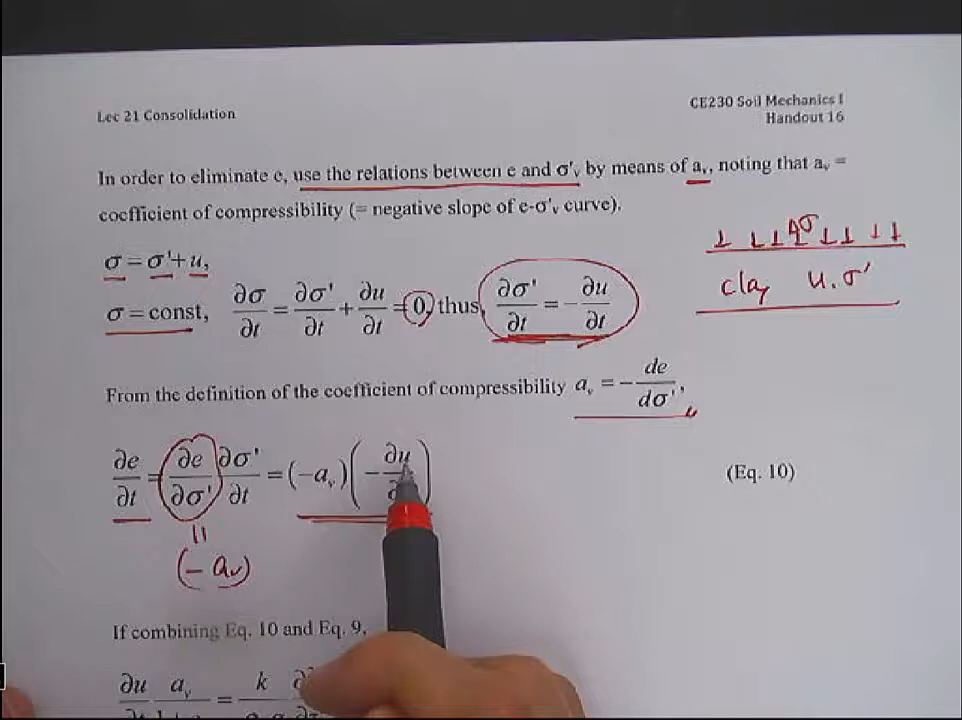 Lec 21 Consolidation
CE230 Soil Mechanics I
Handout 16
In order to eliminate e, use the relations between e and σ'ᵥ by means of aᵥ, noting that aᵥ =
coefficient of compressibility (= negative slope of e-σ'ᵥ curve).
Δσ
clay u. σ'
σ = σ'+u,
σ = const, ∂σ/∂t = ∂σ'/∂t + ∂u/∂t = 0, thus, ∂σ'/∂t = -∂u/∂t
From the definition of the coefficient of compressibility aᵥ = -de/dσ',
∂e/∂t = ∂e/∂σ' ∂σ'/∂t = (-aᵥ)(-∂u/∂ ) (Eq. 10)
(- aᵥ)
If combining Eq. 10 and Eq. 9,
∂u aᵥ = k